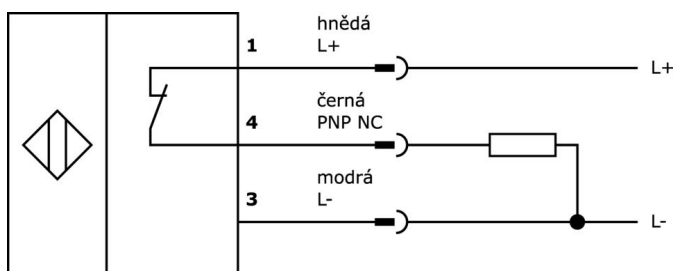 hnědá
1 L+
L+
černá
4 PNP NC
modrá
3 L-
L-